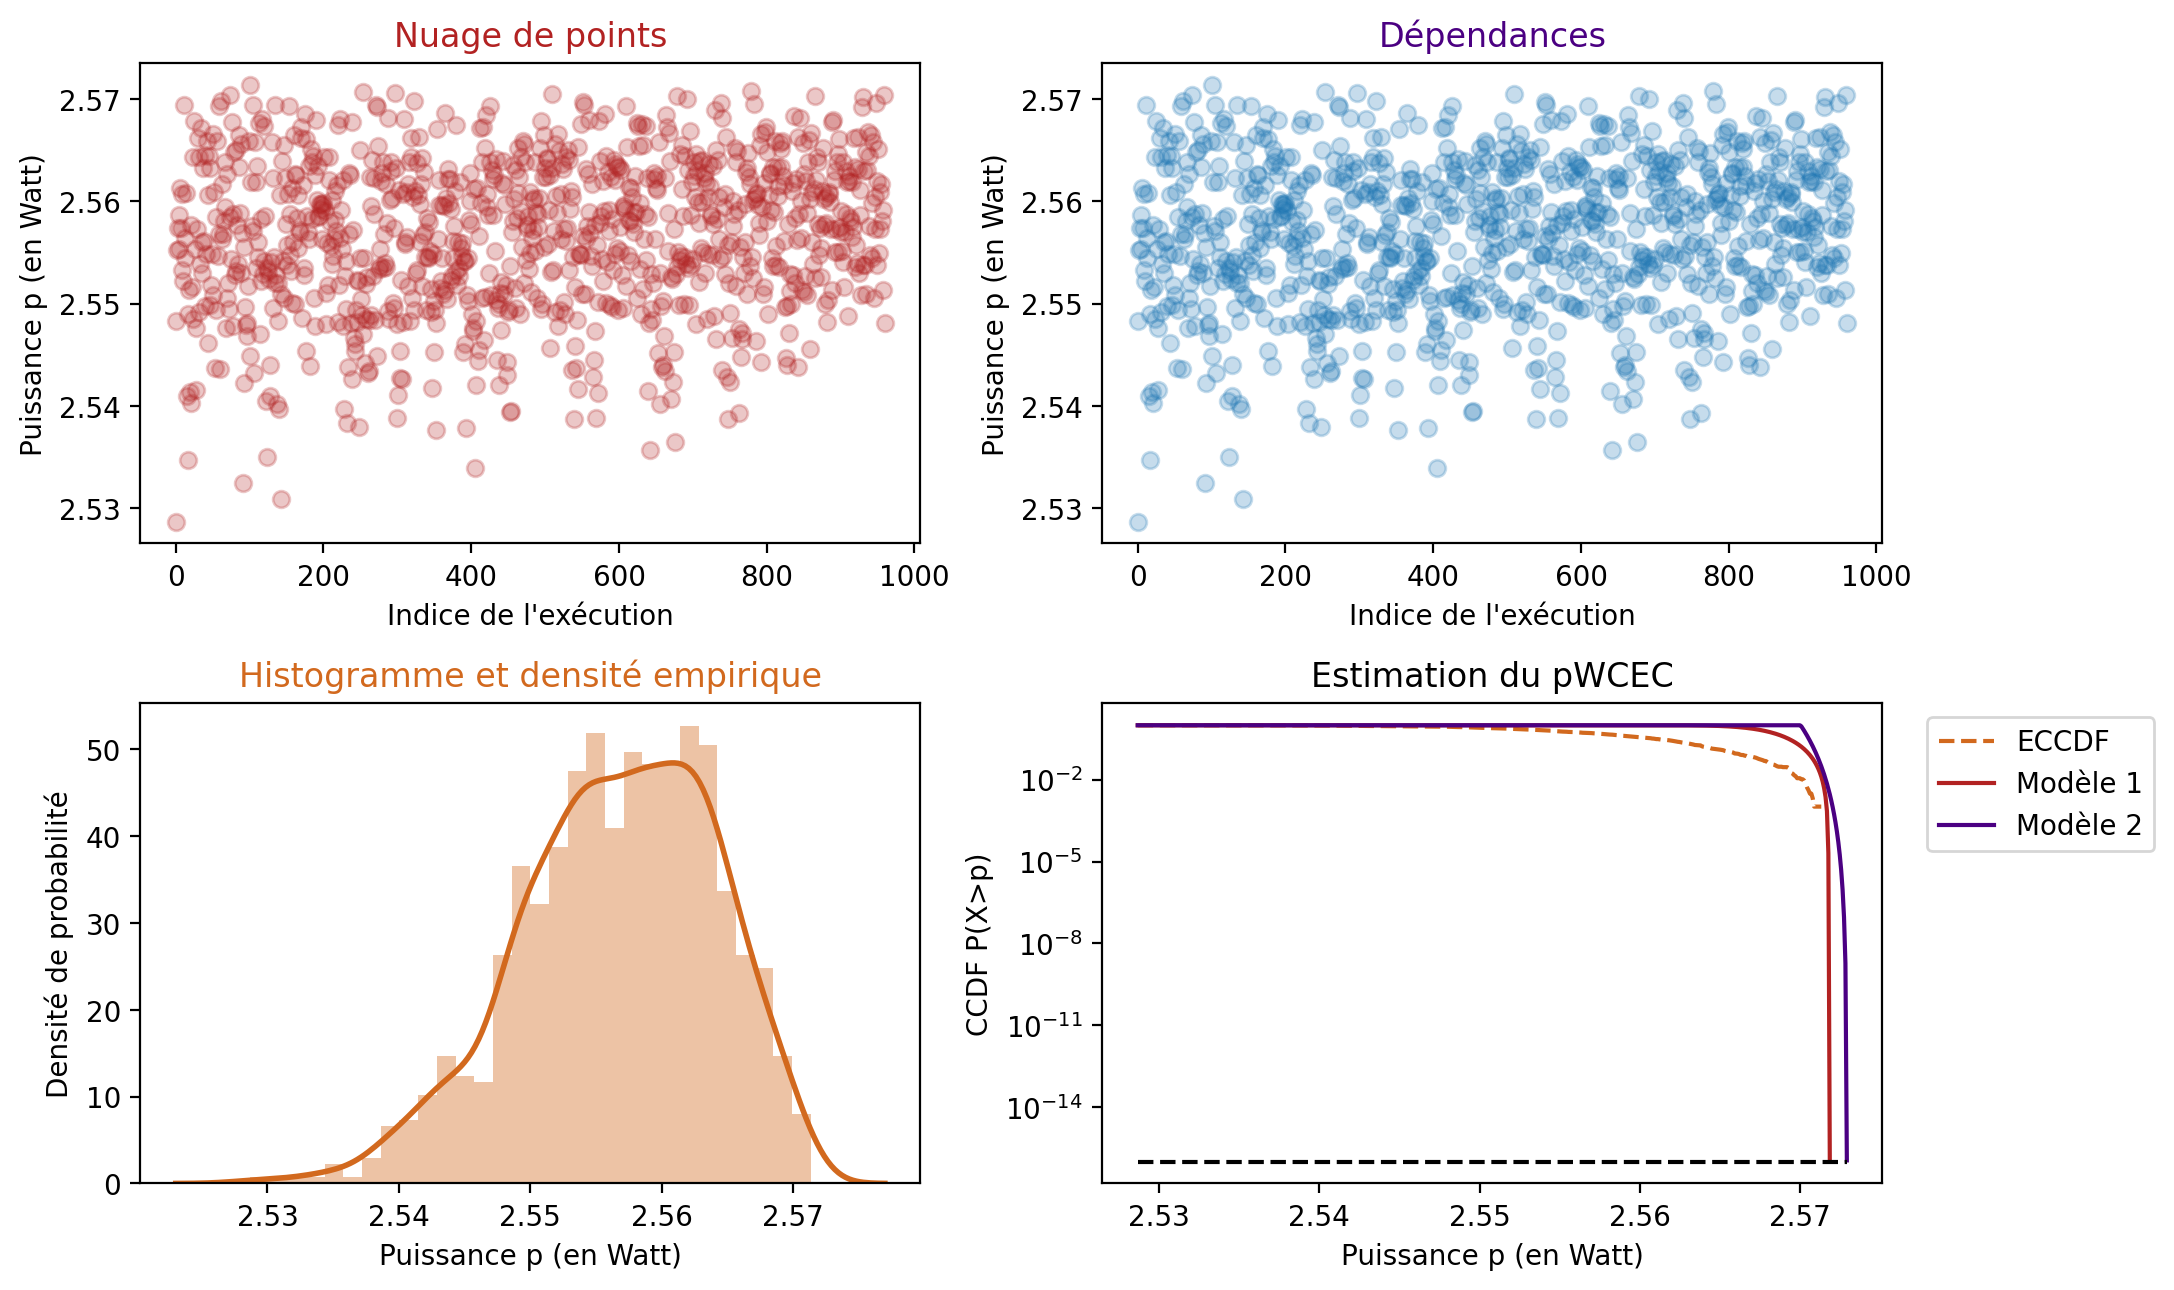 Nuage de points
Puissance p (en Watt)
2.57
2.56
2.55
2.54
2.53
0 200 400 600 800 1000
Indice de l'exécution
Dépendances
Puissance p (en Watt)
2.57
2.56
2.55
2.54
2.53
0 200 400 600 800 1000
Indice de l'exécution
Histogramme et densité empirique
Densité de probabilité
50
40
30
20
10
0
2.53 2.54 2.55 2.56 2.57
Puissance p (en Watt)
Estimation du pWCEC
CCDF P(X>p)
10⁻²
10⁻⁵
10⁻⁸
10⁻¹¹
10⁻¹⁴
2.53 2.54 2.55 2.56 2.57
Puissance p (en Watt)
ECCDF
Modèle 1
Modèle 2